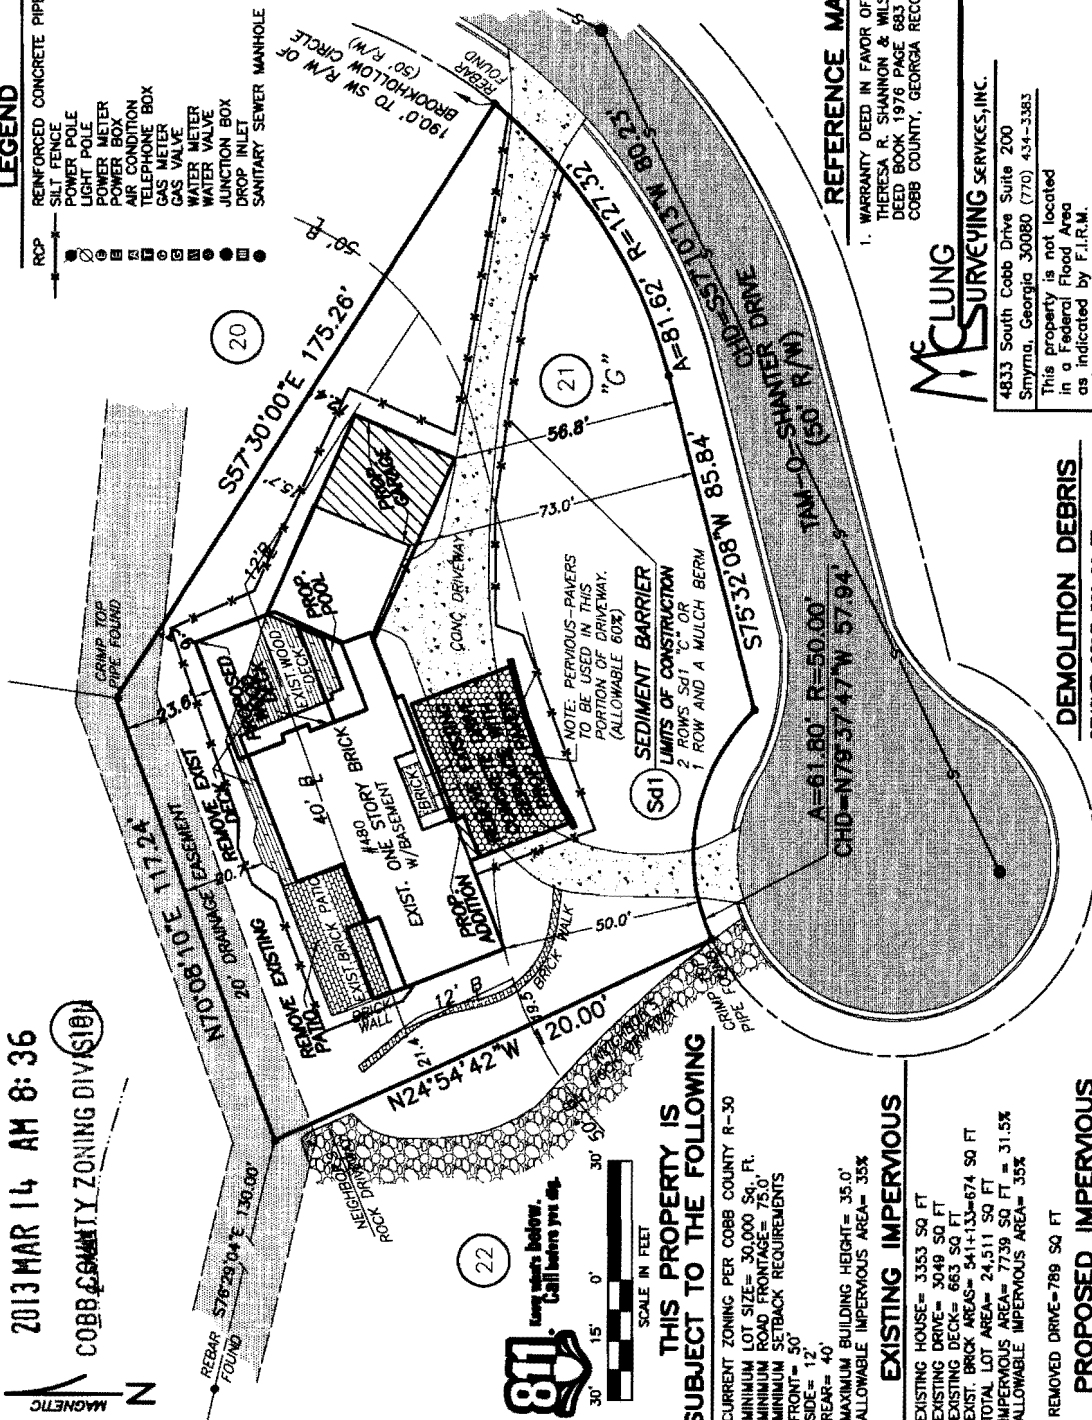 2013 MAR 14 AM 8:36
COBB COUNTY ZONING DIVISION
MAGNETIC
N
LEGEND
RCP REINFORCED CONCRETE PIPE
SILT FENCE
POWER POLE
LIGHT POLE
POWER METER
POWER BOX
AIR CONDITION
TELEPHONE BOX
GAS METER
GAS VALVE
WATER METER
WATER VALVE
JUNCTION BOX
DROP INLET
SANITARY SEWER MANHOLE
190.0' TO SW R/W OF
BROOKHOLLOW CIRCLE
(50' R/W)
REBAR
FOUND
50' B
20
S57°30'00"E 175.26'
CRIMP TOP
PIPE FOUND
N70°08'10"E 117.24'
20' DRAINAGE EASEMENT
23.6'
REMOVE EXIST
DECK
REMOVE EXISTING
PATIO
EXIST. BRICK PATIO
BRICK
WALL
EXIST WOOD
DECK
PROP.
POOL
PROP.
GARAGE
12' B
15.7'
40' B
#480
EXIST. ONE STORY BRICK
W/BASEMENT
BRICK
PROP.
ADDITION
CONC DRIVEWAY
56.8'
73.0'
21
"G"
50.0'
BRICK WALK
12' B
21.4'
N24°54'42"W 120.00'
50'
CRIMP TOP
PIPE FOUND
NEIGHBOR'S
ROCK DRIVE
REBAR
FOUND
S76°29'04"E 130.00'
NOTE: PERVIOUS-PAVERS
TO BE USED IN THIS
PORTION OF DRIVEWAY.
(ALLOWABLE 60%)
Sd1
SEDIMENT BARRIER
LIMITS OF CONSTRUCTION
2 ROWS Sd1 "C" OR
1 ROW AND A MULCH BERM
A=81.62' R=127.32'
CHD=S57°10'13"W 80.23'
S75°32'08"W 85.84'
TAM-O-SHANTER DRIVE
(50' R/W)
A=61.80' R=50.00'
CHD=N79°37'47"W 57.94'
22
811.
Know what's below.
Call before you dig.
30' 15' 0' 30'
SCALE IN FEET
THIS PROPERTY IS
SUBJECT TO THE FOLLOWING
CURRENT ZONING PER COBB COUNTY R-30
MINIMUM LOT SIZE= 30,000 Sq. Ft.
MINIMUM ROAD FRONTAGE= 75.0'
MINIMUM SETBACK REQUIREMENTS
FRONT= 50'
SIDE= 12'
REAR= 40'
MAXIMUM BUILDING HEIGHT= 35.0'
ALLOWABLE IMPERVIOUS AREA= 35%
EXISTING IMPERVIOUS
EXISTING HOUSE= 3353 SQ FT
EXISTING DRIVE= 3049 SQ FT
EXISTING DECK= 663 SQ FT
EXIST. BRICK AREAS= 541+133=674 SQ FT
TOTAL LOT AREA= 24,511 SQ FT
IMPERVIOUS AREA= 7739 SQ FT = 31.5%
ALLOWABLE IMPERVIOUS AREA= 35%
PROPOSED IMPERVIOUS
REMOVED DRIVE=789 SQ FT
DEMOLITION DEBRIS
REFERENCE MA
1. WARRANTY DEED IN FAVOR OF
THERESA R. SHANNON & WILS
DEED BOOK 1976 PAGE 683
COBB COUNTY, GEORGIA RECO
MCCLUNG
SURVEYING SERVICES,INC.
4833 South Cobb Drive Suite 200
Smyrna, Georgia 30080 (770) 434-3383
This property is not located
in a Federal Flood Area
as indicated by F.I.R.M.